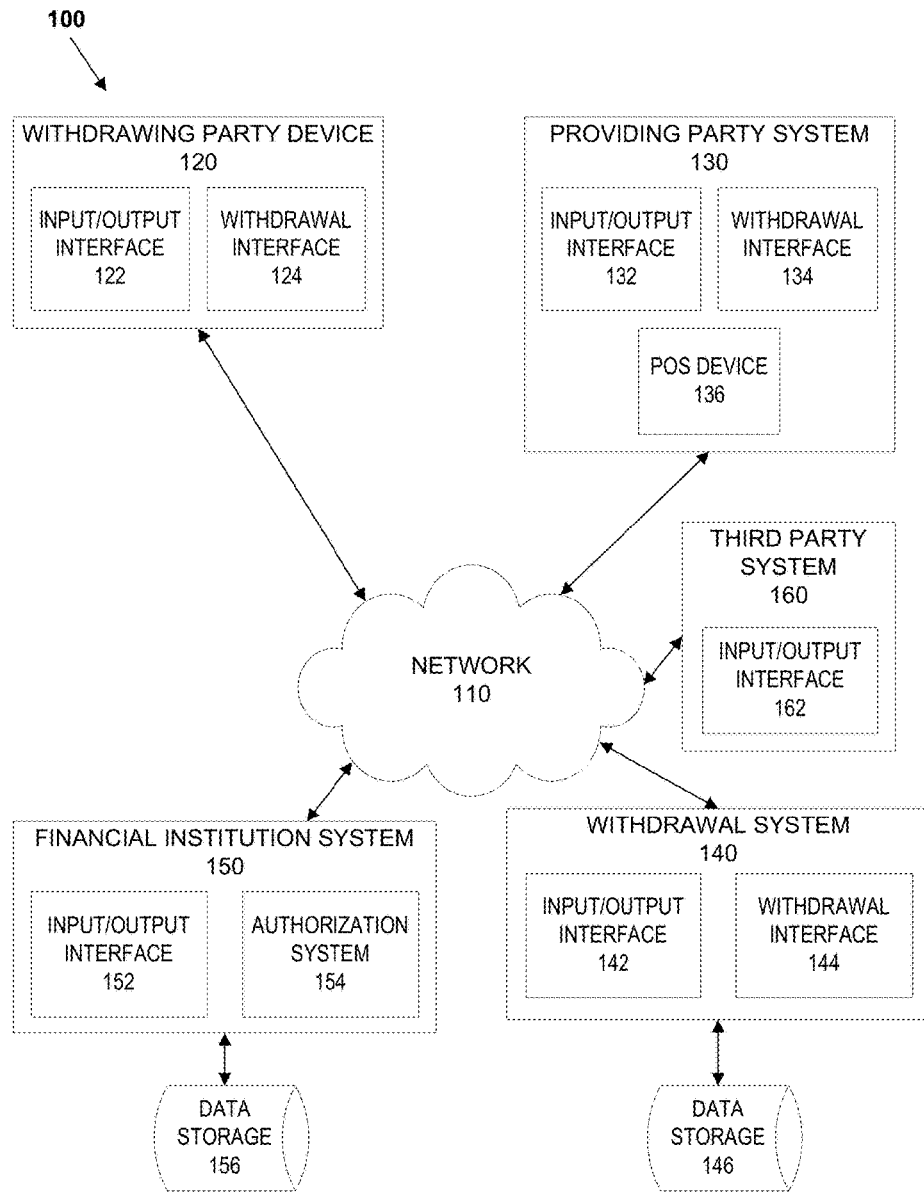 100
WITHDRAWING PARTY DEVICE
120
INPUT/OUTPUT
INTERFACE
122
WITHDRAWAL
INTERFACE
124
PROVIDING PARTY SYSTEM
130
INPUT/OUTPUT
INTERFACE
132
WITHDRAWAL
INTERFACE
134
POS DEVICE
136
THIRD PARTY
SYSTEM
160
INPUT/OUTPUT
INTERFACE
162
NETWORK
110
FINANCIAL INSTITUTION SYSTEM
150
INPUT/OUTPUT
INTERFACE
152
AUTHORIZATION
SYSTEM
154
WITHDRAWAL SYSTEM
140
INPUT/OUTPUT
INTERFACE
142
WITHDRAWAL
INTERFACE
144
DATA
STORAGE
156
DATA
STORAGE
146